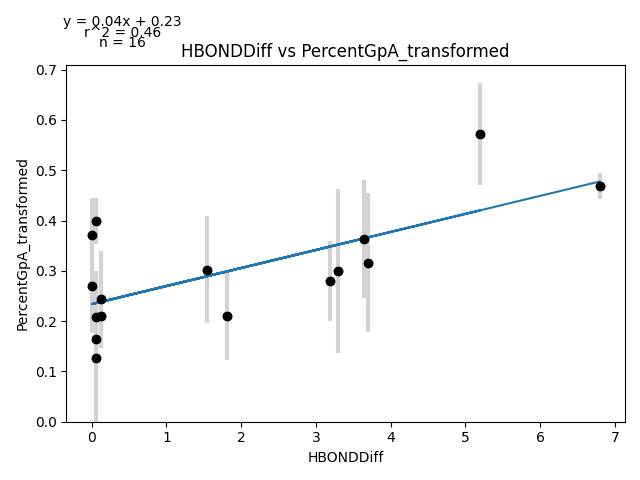 y = 0.04x + 0.23
r^2 = 0.46
n = 16
HBONDDiff vs PercentGpA_transformed
PercentGpA_transformed
0.7
0.6
0.5
0.4
0.3
0.2
0.1
0.0
0 1 2 3 4 5 6 7
HBONDDiff